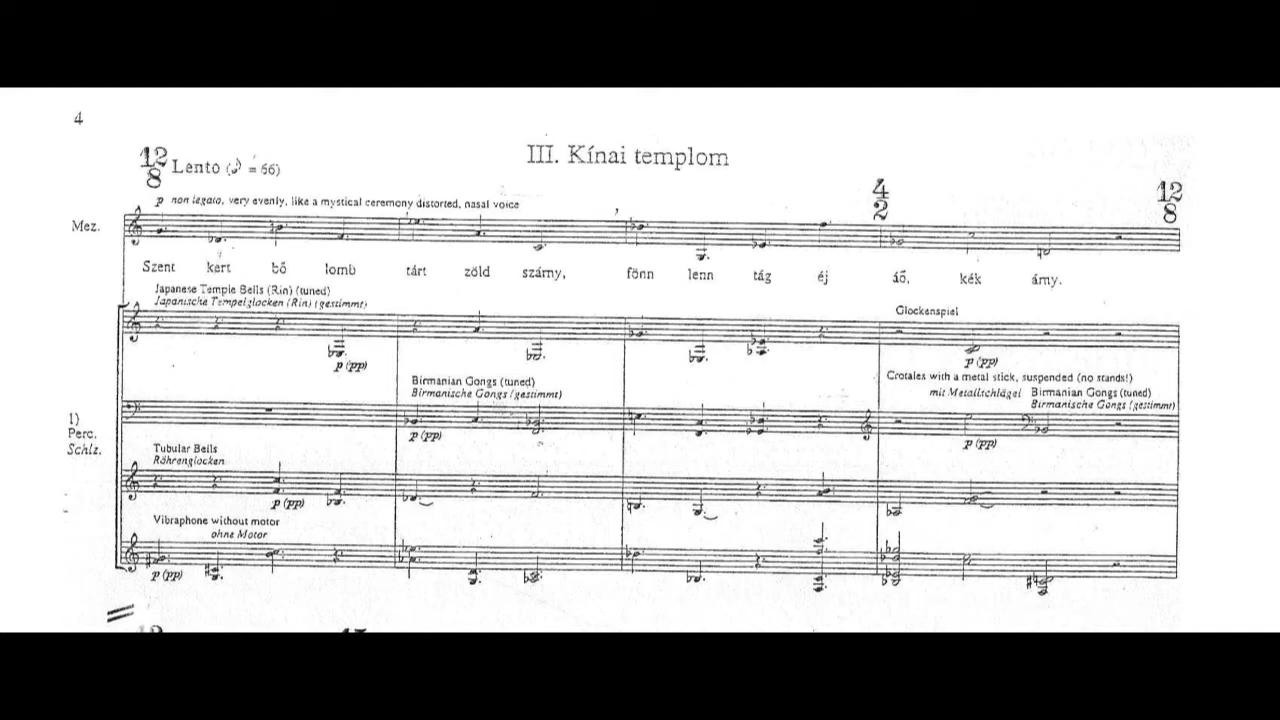 4
III. Kínai templom
12
8
Lento (♪. = 66)
4
2
12
8
p non legato, very evenly, like a mystical ceremony distorted, nasal voice
Mez.
Szent kert bő lomb tárt zöld szárny, fönn lenn tág éj áő, kék árny.
Japanese Temple Bells (Rin) (tuned)
Japanische Tempelglocken (Rin) (gestimmt)
Glockenspiel
p (pp)
p (pp)
Crotales with a metal stick, suspended (no stands!)
mit Metallschlägel
Birmanian Gongs (tuned)
Birmanische Gongs (gestimmt)
Birmanian Gongs (tuned)
Birmanische Gongs (gestimmt)
1)
Perc.
Schlz.
p (pp)
p (pp)
Tubular Bells
Röhrenglocken
p (pp)
Vibraphone without motor
ohne Motor
p (pp)